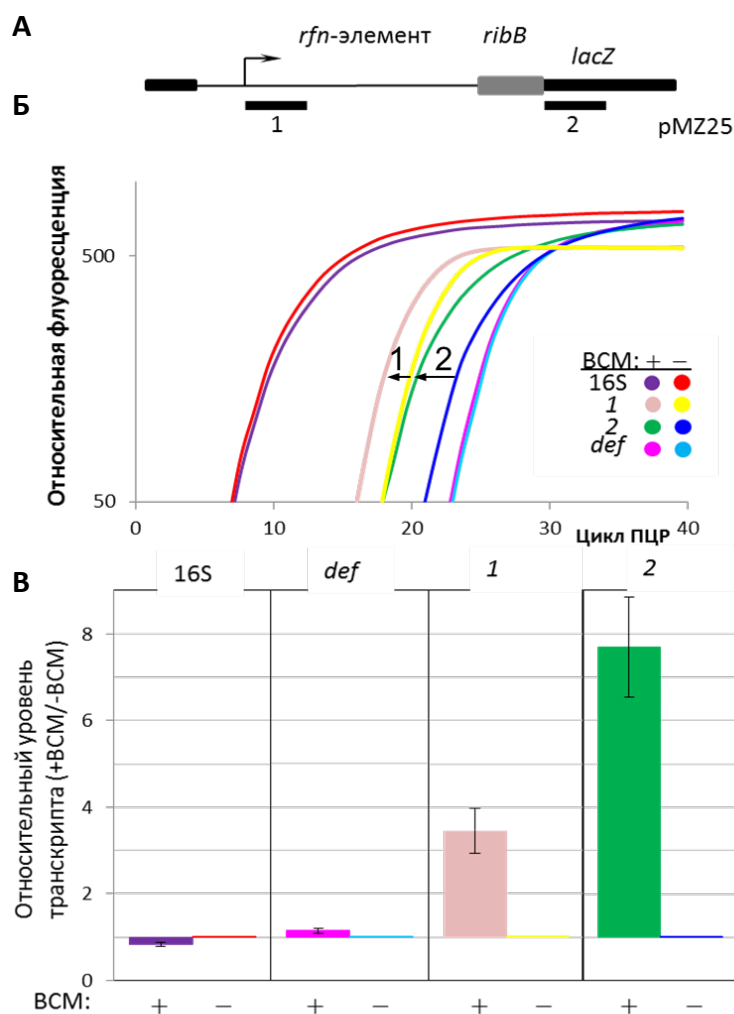 А
rfn-элемент ribB
lacZ
Б
1 2 pMZ25
Относительная флуоресценция
500
50
1 2
BCM: + −
16S
1
2
def
0 10 20 30 40
Цикл ПЦР
В
16S def 1 2
Относительный уровень
транскрипта (+BCM/-BCM)
8
6
4
2
0
BCM: + − + − + − + −